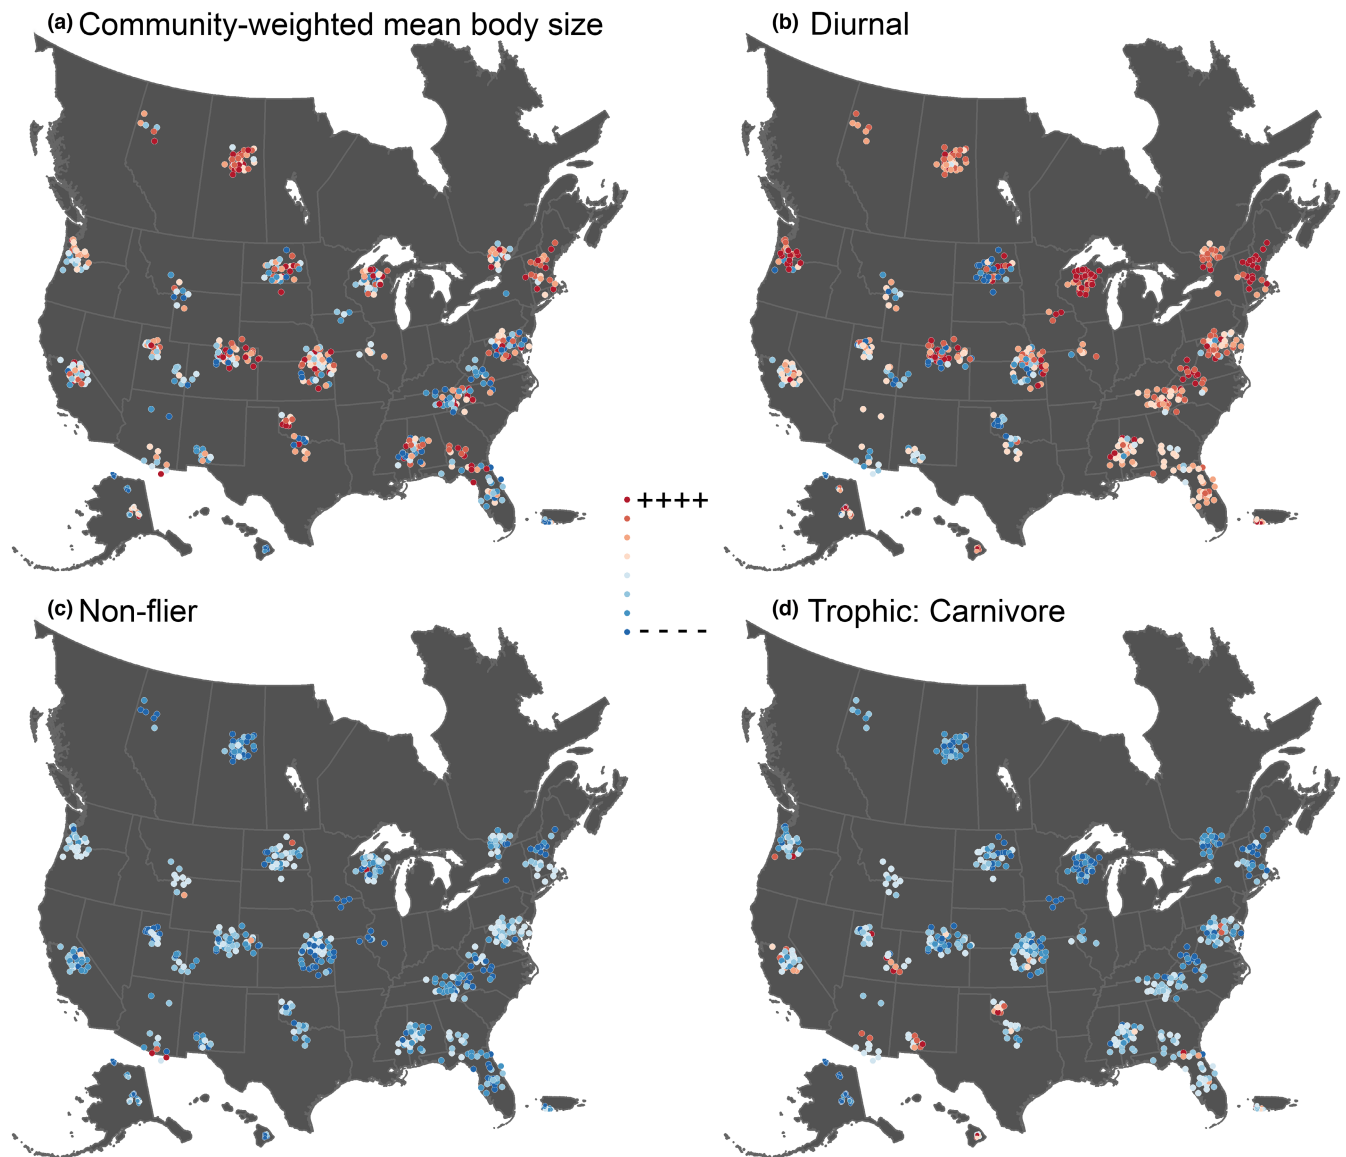 (a) Community-weighted mean body size
(b) Diurnal
++++
- - - -
(c) Non-flier
(d) Trophic: Carnivore